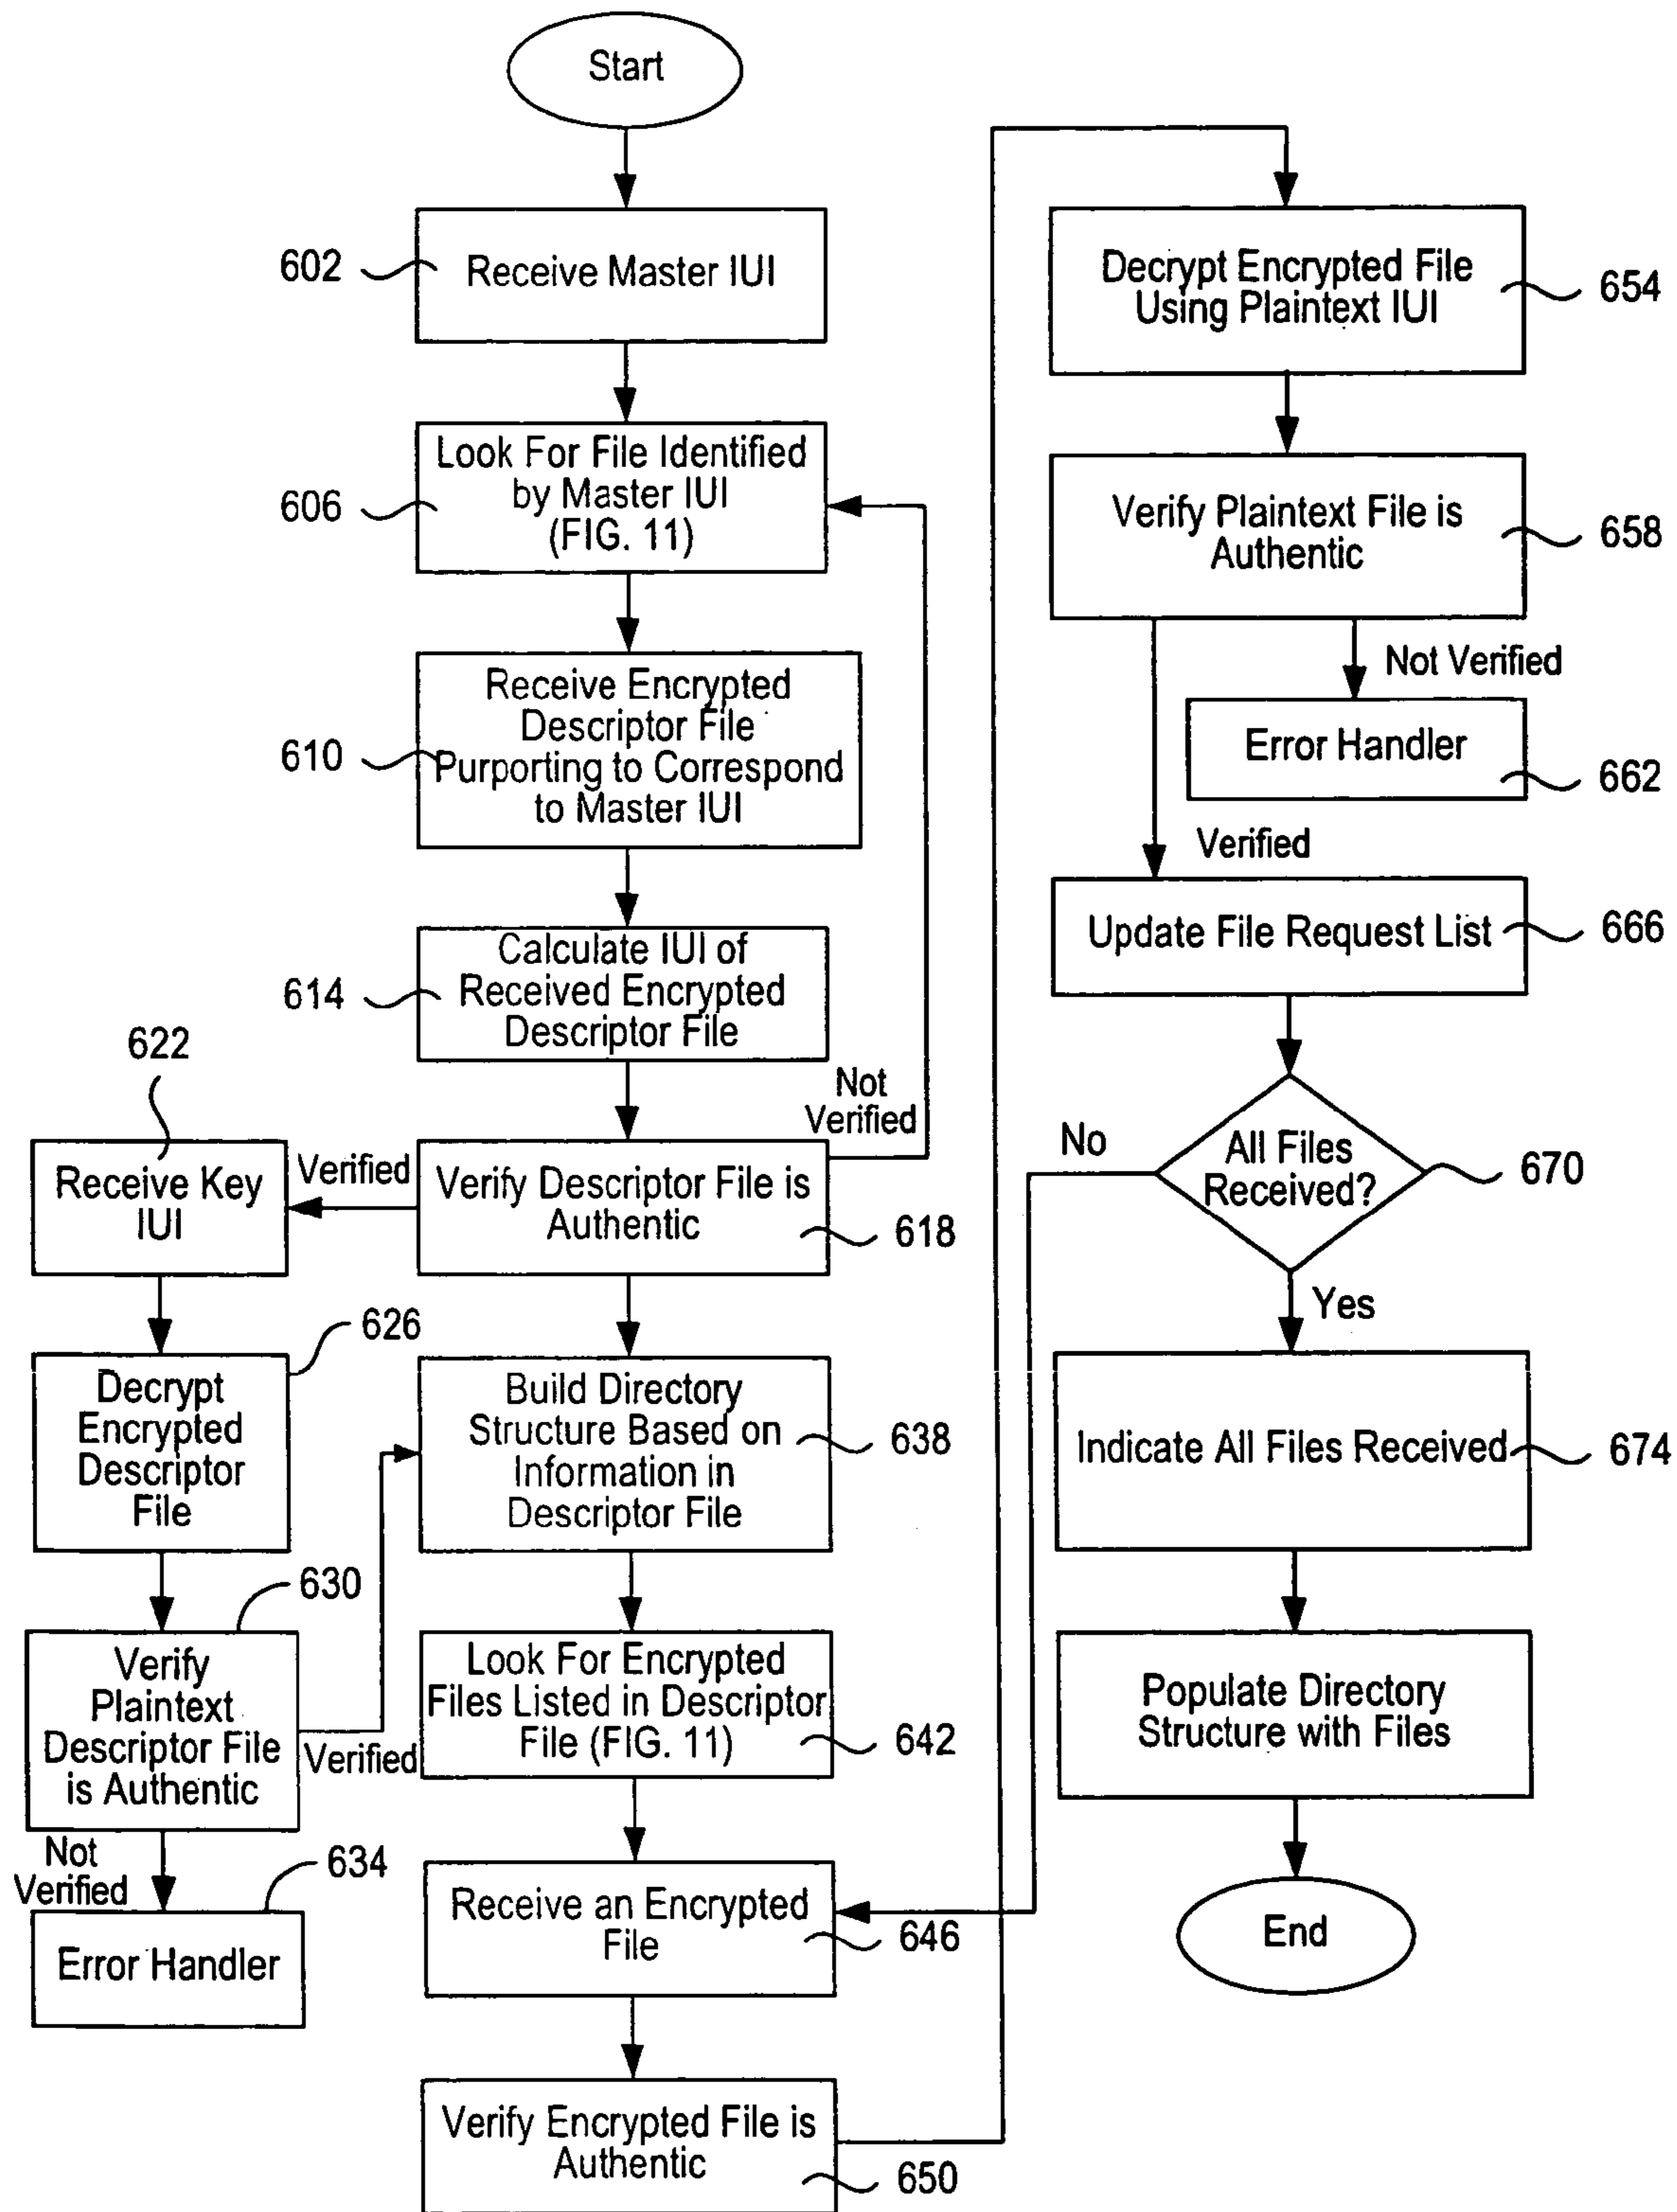 Start
602
Receive Master IUI
606
Look For File Identified
by Master IUI
(FIG. 11)
610
Receive Encrypted
Descriptor File
Purporting to Correspond
to Master IUI
614
Calculate IUI of
Received Encrypted
Descriptor File
Not
Verified
622
Receive Key
IUI
Verified
Verify Descriptor File is
Authentic
618
626
Decrypt
Encrypted
Descriptor
File
Build Directory
Structure Based on
Information in
Descriptor File
638
630
Verify
Plaintext
Descriptor File
is Authentic
Verified
Not
Verified
634
Error Handler
Look For Encrypted
Files Listed in Descriptor
File (FIG. 11)
642
Receive an Encrypted
File
646
Verify Encrypted File is
Authentic
650
Decrypt Encrypted File
Using Plaintext IUI
654
Verify Plaintext File is
Authentic
658
Not Verified
Error Handler
662
Verified
Update File Request List
666
No
All Files
Received?
670
Yes
Indicate All Files Received
674
Populate Directory
Structure with Files
End